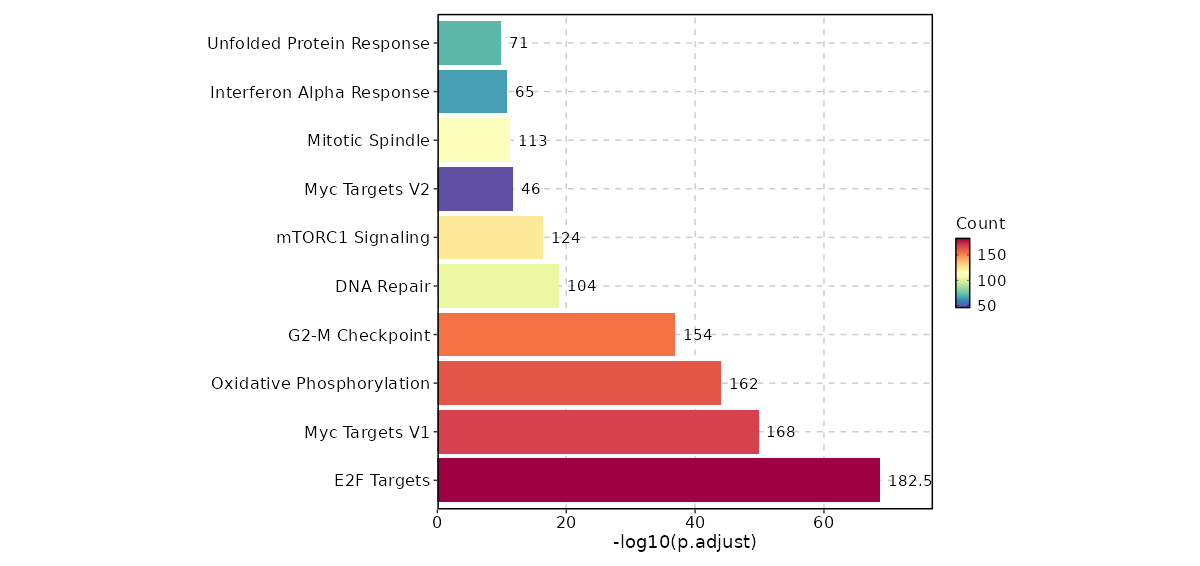 Unfolded Protein Response 71
Interferon Alpha Response 65
Mitotic Spindle 113
Myc Targets V2 46
mTORC1 Signaling 124
DNA Repair 104
G2-M Checkpoint 154
Oxidative Phosphorylation 162
Myc Targets V1 168
E2F Targets 182.5
0 20 40 60
-log10(p.adjust)
Count
150
100
50